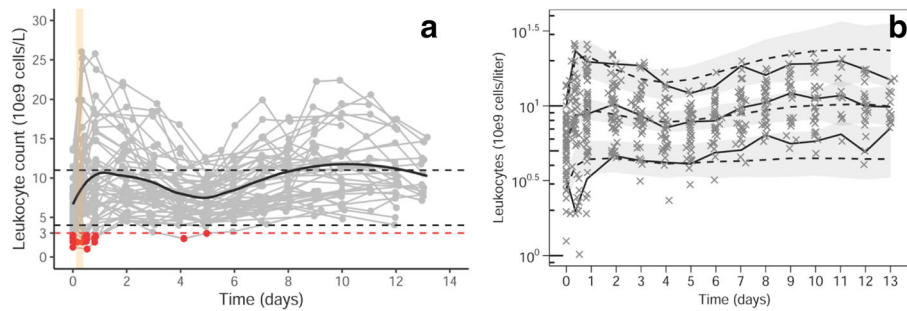 a
Leukocyte count (10e9 cells/L)
30
25
20
15
10
5
3
0
0 2 4 6 8 10 12 14
Time (days)
b
Leukocytes (10e9 cells/liter)
10^1.5
10^1
10^0.5
10^0
0 1 2 3 4 5 6 7 8 9 10 11 12 13
Time (days)